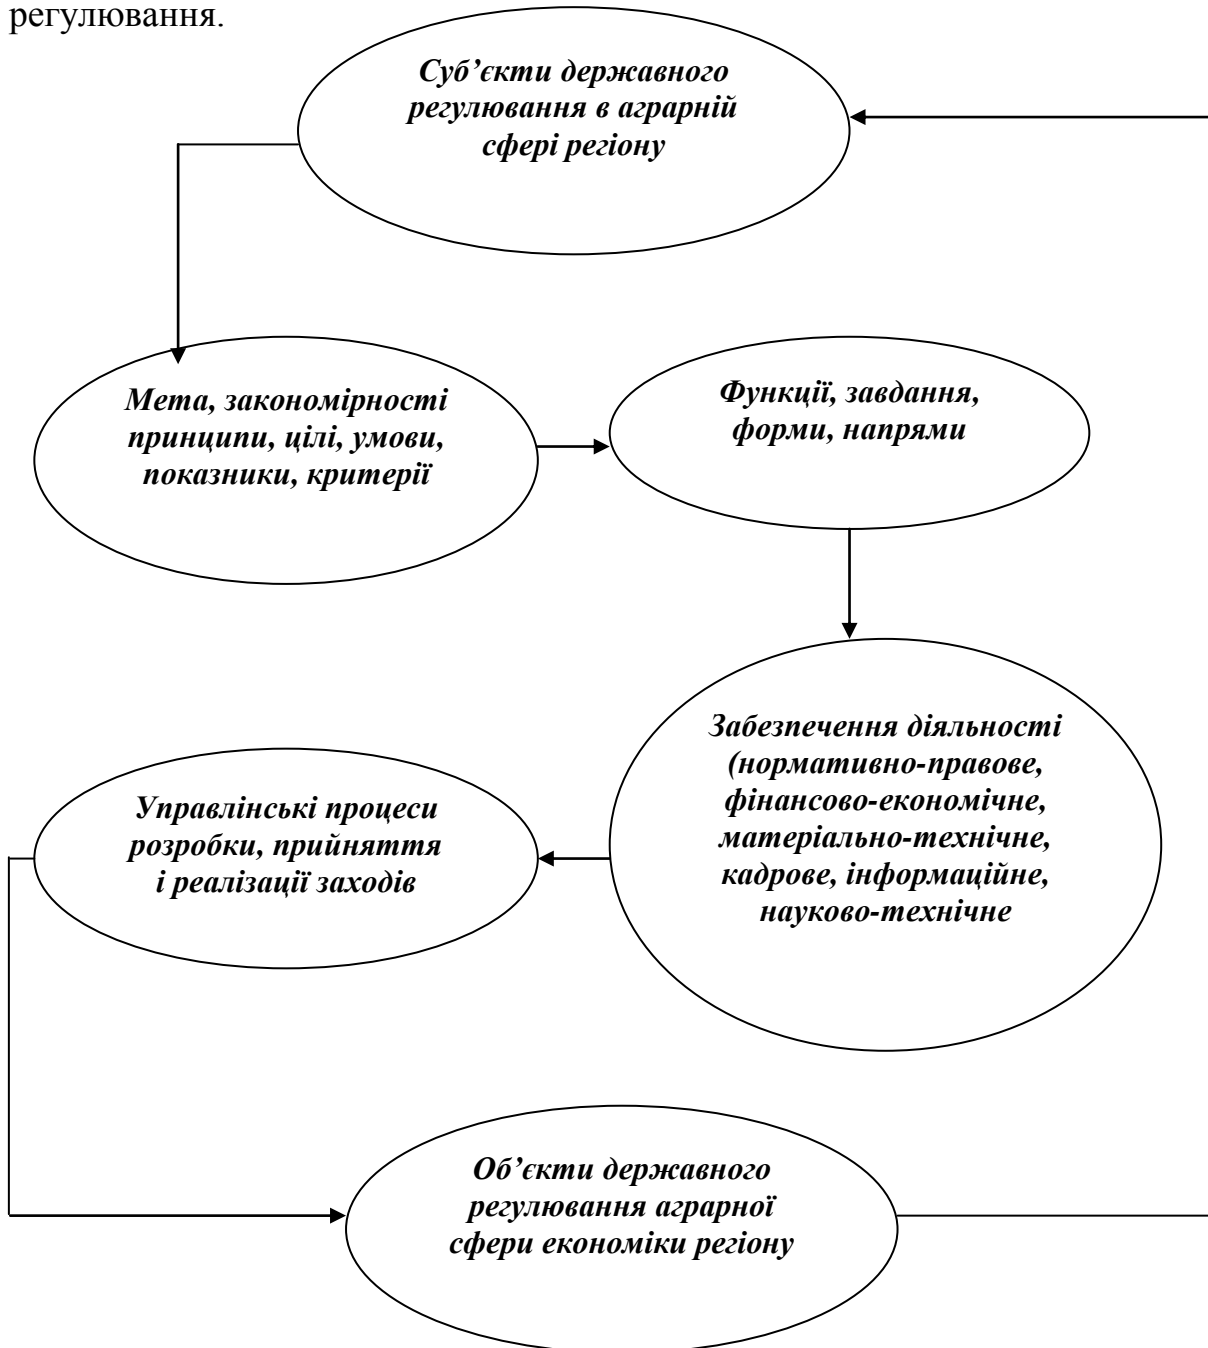 регулювання.
Суб’єкти державного
регулювання в аграрній
сфері регіону
Мета, закономірності
принципи, цілі, умови,
показники, критерії
Функції, завдання,
форми, напрями
Забезпечення діяльності
(нормативно-правове,
фінансово-економічне,
матеріально-технічне,
кадрове, інформаційне,
науково-технічне
Управлінські процеси
розробки, прийняття
і реалізації заходів
Об’єкти державного
регулювання аграрної
сфери економіки регіону